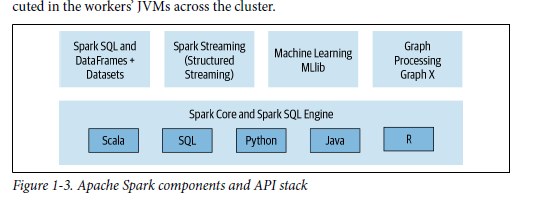 cuted in the workers’ JVMs across the cluster.
Spark SQL and
DataFrames +
Datasets
Spark Streaming
(Structured
Streaming)
Machine Learning
MLlib
Graph
Processing
Graph X
Spark Core and Spark SQL Engine
Scala
SQL
Python
Java
R
Figure 1-3. Apache Spark components and API stack